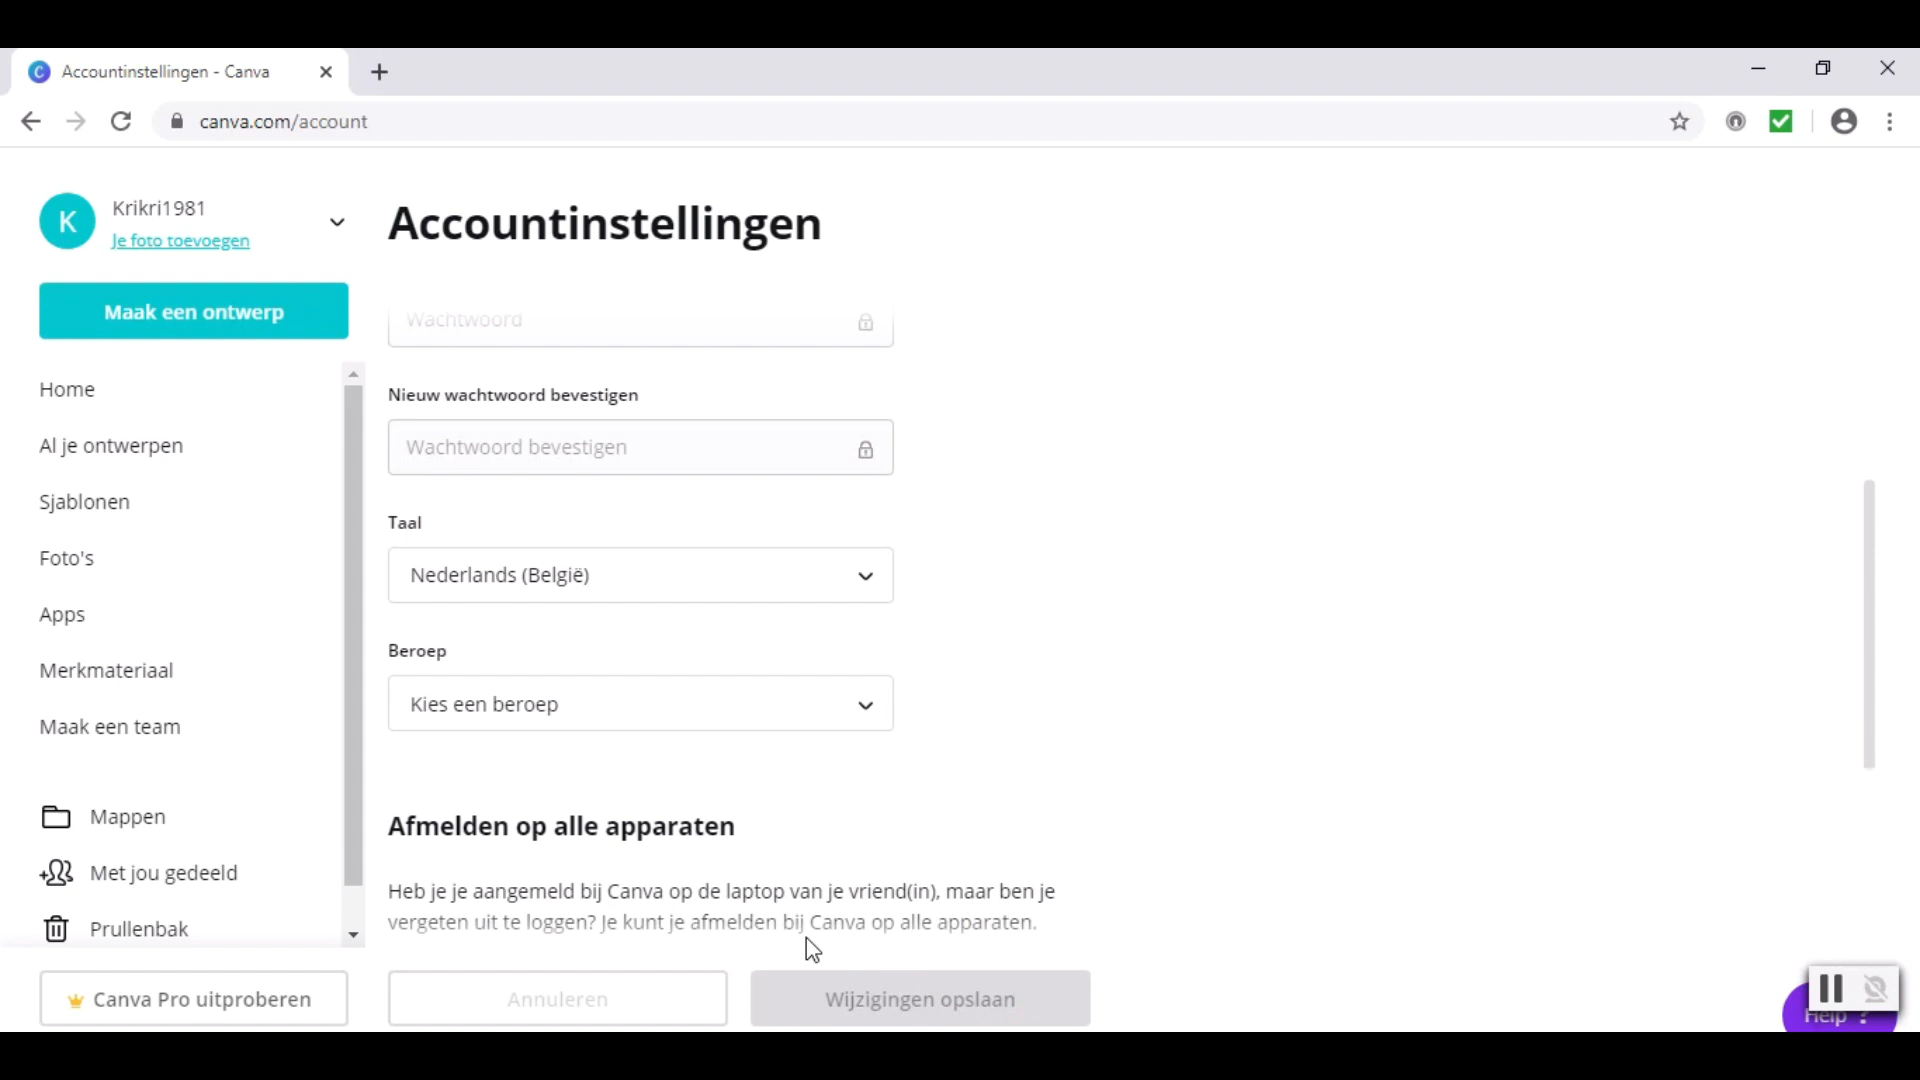 Accountinstellingen - Canva
canva.com/account
K
Krikri1981
Je foto toevoegen
Maak een ontwerp
Home
Al je ontwerpen
Sjablonen
Foto's
Apps
Merkmateriaal
Maak een team
Mappen
Met jou gedeeld
Prullenbak
Canva Pro uitproberen
Accountinstellingen
Wachtwoord
Nieuw wachtwoord bevestigen
Wachtwoord bevestigen
Taal
Nederlands (België)
Beroep
Kies een beroep
Afmelden op alle apparaten
Heb je je aangemeld bij Canva op de laptop van je vriend(in), maar ben je
vergeten uit te loggen? Je kunt je afmelden bij Canva op alle apparaten.
Annuleren
Wijzigingen opslaan
Help ?